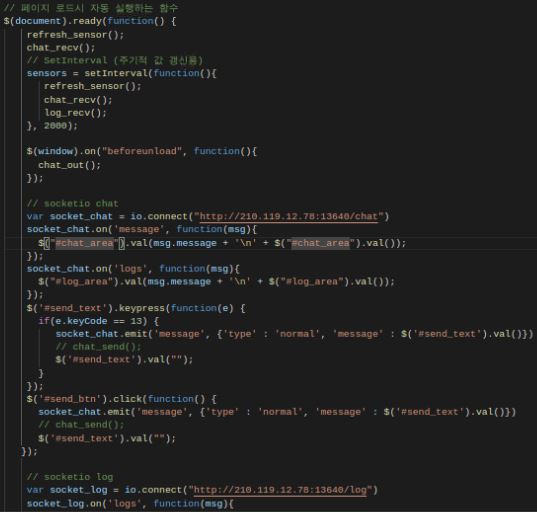 // 페이지 로드시 자동 실행하는 함수
$(document).ready(function() {
refresh_sensor();
chat_recv();
// SetInterval (주기적 값 갱신용)
sensors = setInterval(function(){
refresh_sensor();
chat_recv();
log_recv();
}, 2000);
$(window).on("beforeunload", function(){
chat_out();
});
// socketio chat
var socket_chat = io.connect("http://210.119.12.78:13640/chat")
socket_chat.on('message', function(msg){
$("#chat_area").val(msg.message + '\n' + $("#chat_area").val());
});
socket_chat.on('logs', function(msg){
$("#log_area").val(msg.message + '\n' + $("#log_area").val());
});
$('#send_text').keypress(function(e) {
if(e.keyCode == 13) {
socket_chat.emit('message', {'type' : 'normal', 'message' : $('#send_text').val()})
// chat_send();
$('#send_text').val("");
}
});
$('#send_btn').click(function() {
socket_chat.emit('message', {'type' : 'normal', 'message' : $('#send_text').val()})
// chat_send();
$('#send_text').val("");
});
// socketio log
var socket_log = io.connect("http://210.119.12.78:13640/log")
socket_log.on('logs', function(msg){